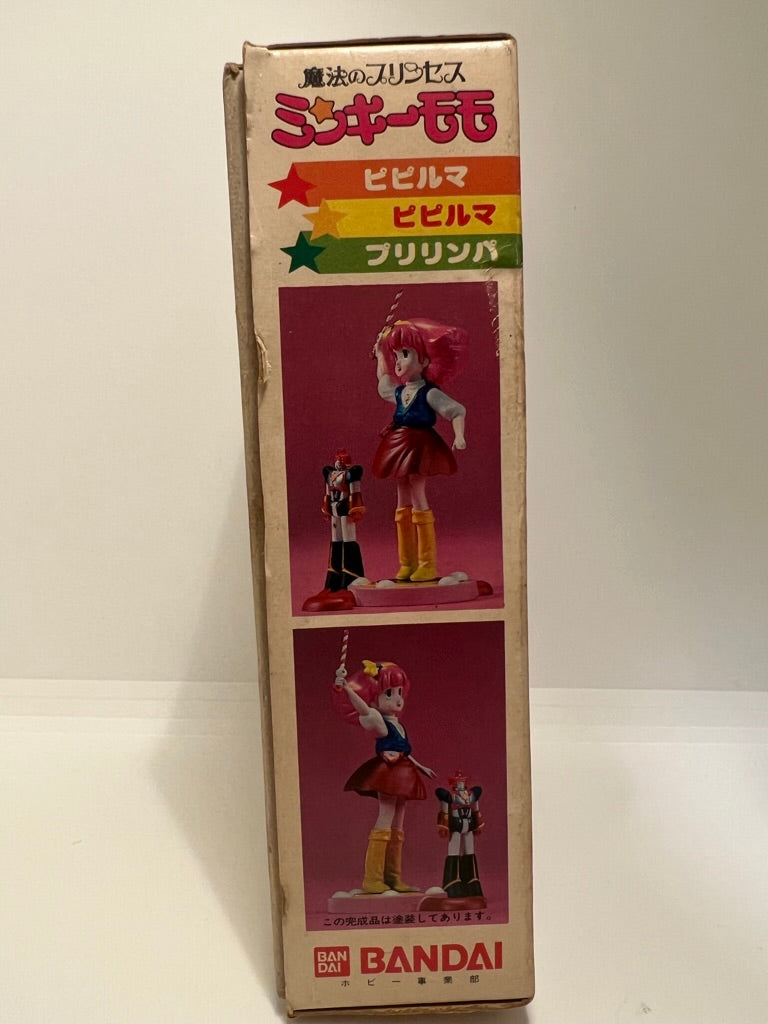 魔法のプリンセス
ミンキーモモ
ピピルマ
ピピルマ
プリリンパ
この完成品は塗装してあります。
BAN
DAI
BANDAI
ホビー事業部